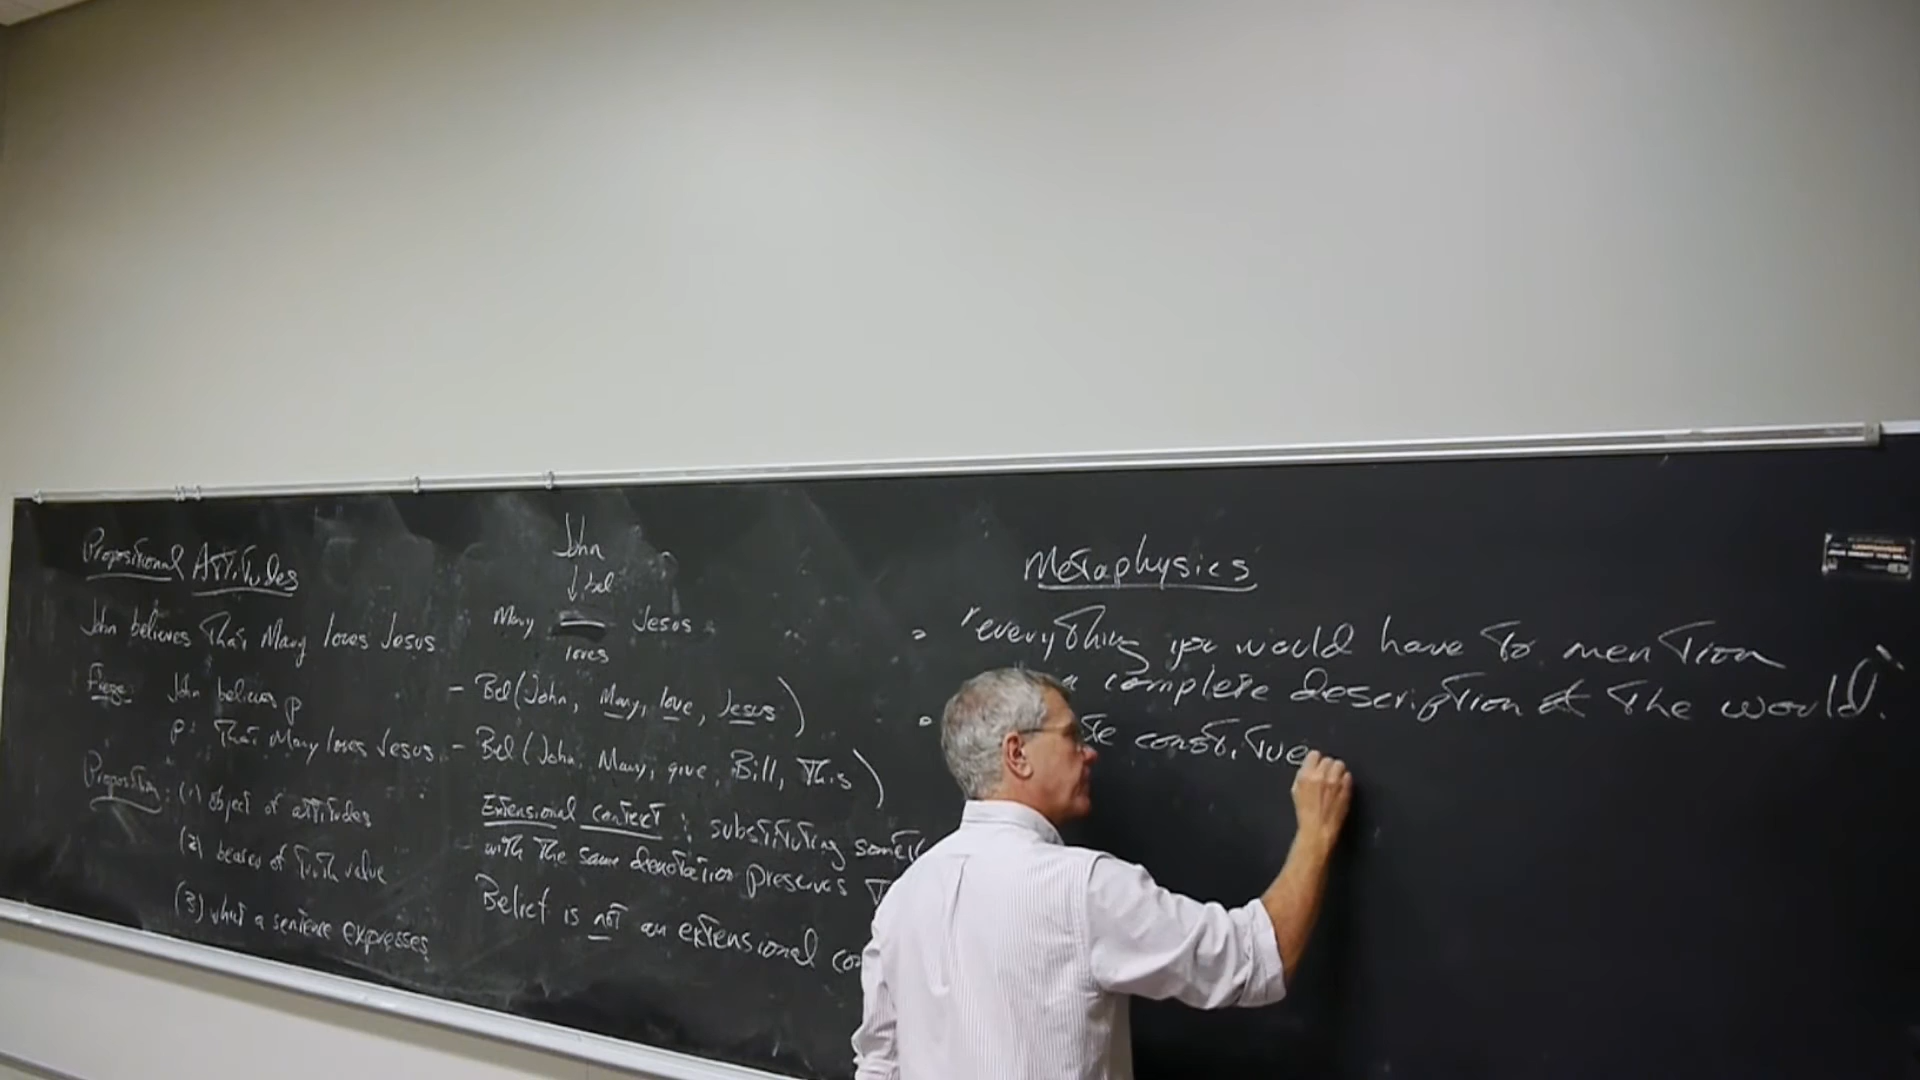 Propositional Attitudes
John believes that Mary loves Jesus
Frege: John believes p
p: that Mary loves Jesus
Proposition: (1) object of attitudes
(2) bearer of truth value
(3) what a sentence expresses
John
↓ bel
Mary Jesus
loves
- Bel (John, Mary, love, Jesus)
- Bel (John, Mary, give, Bill, this)
Extensional context: substituting
with the same denotation preserves
Belief is not an extensional
Metaphysics
"everything you would have to mention
a complete description of the world."